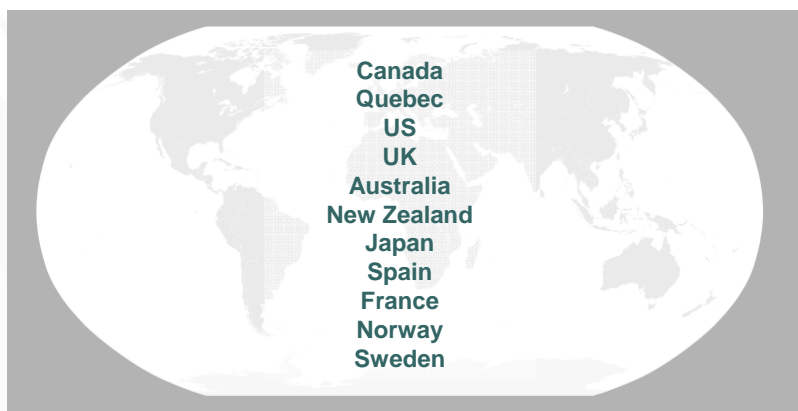 Canada
Quebec
US
UK
Australia
New Zealand
Japan
Spain
France
Norway
Sweden